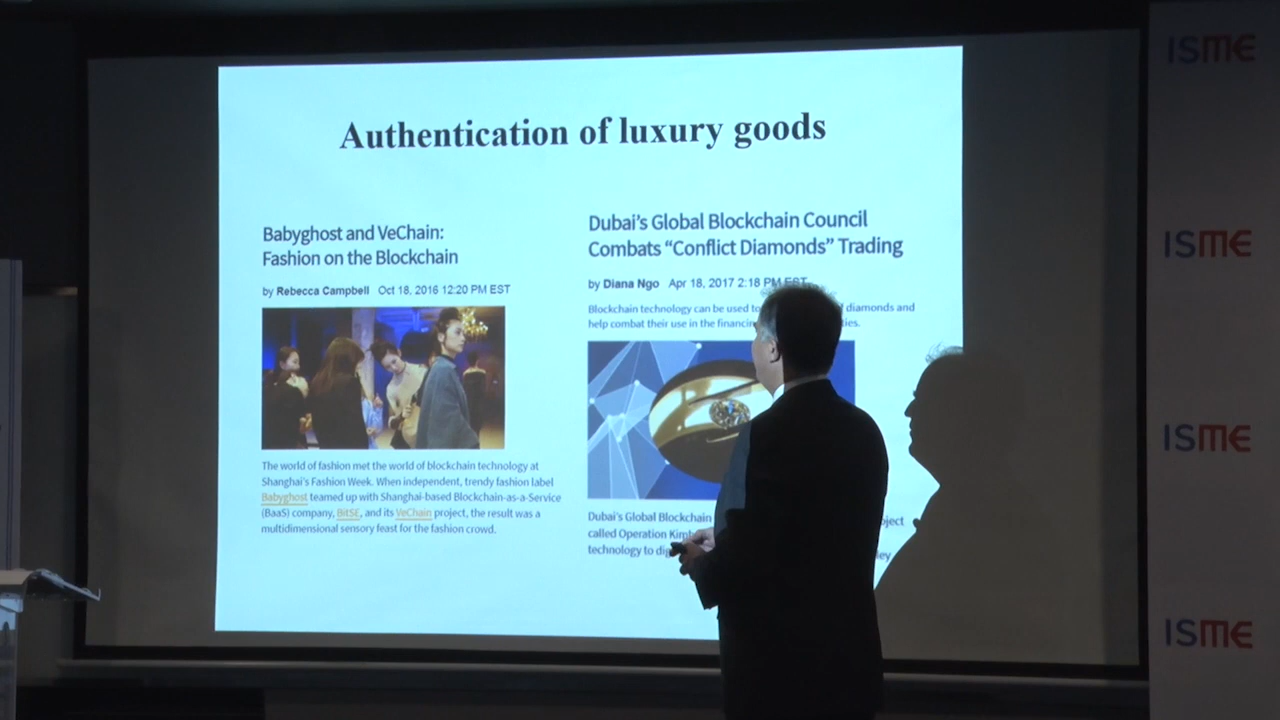 Authentication of luxury goods
Babyghost and VeChain:
Fashion on the Blockchain
by Rebecca Campbell Oct 18, 2016 12:20 PM EST
The world of fashion met the world of blockchain technology at
Shanghai's Fashion Week. When independent, trendy fashion label
Babyghost teamed up with Shanghai-based Blockchain-as-a-Service
(BaaS) company, BitSE, and its VeChain project, the result was a
multidimensional sensory feast for the fashion crowd.
Dubai's Global Blockchain Council
Combats “Conflict Diamonds” Trading
by Diana Ngo Apr 18, 2017 2:18 PM EST
Blockchain technology can be used to diamonds and
help combat their use in the
Dubai's Global Blockchain
called Operation
technology to
ISME
ISME
ISME
ISME